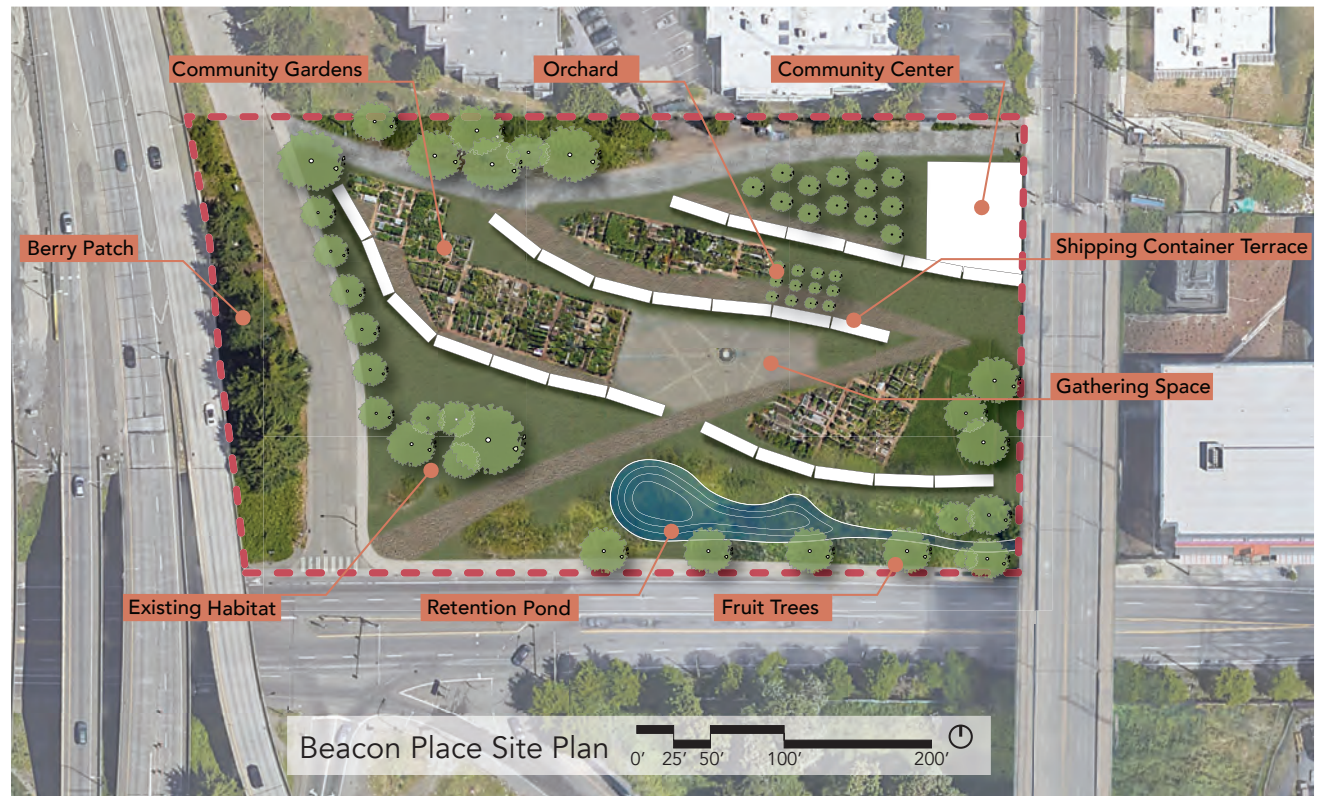 Community Gardens
Orchard
Community Center
Berry Patch
Shipping Container Terrace
Gathering Space
Existing Habitat
Retention Pond
Fruit Trees
Beacon Place Site Plan
0’ 25’ 50’ 100’ 200’